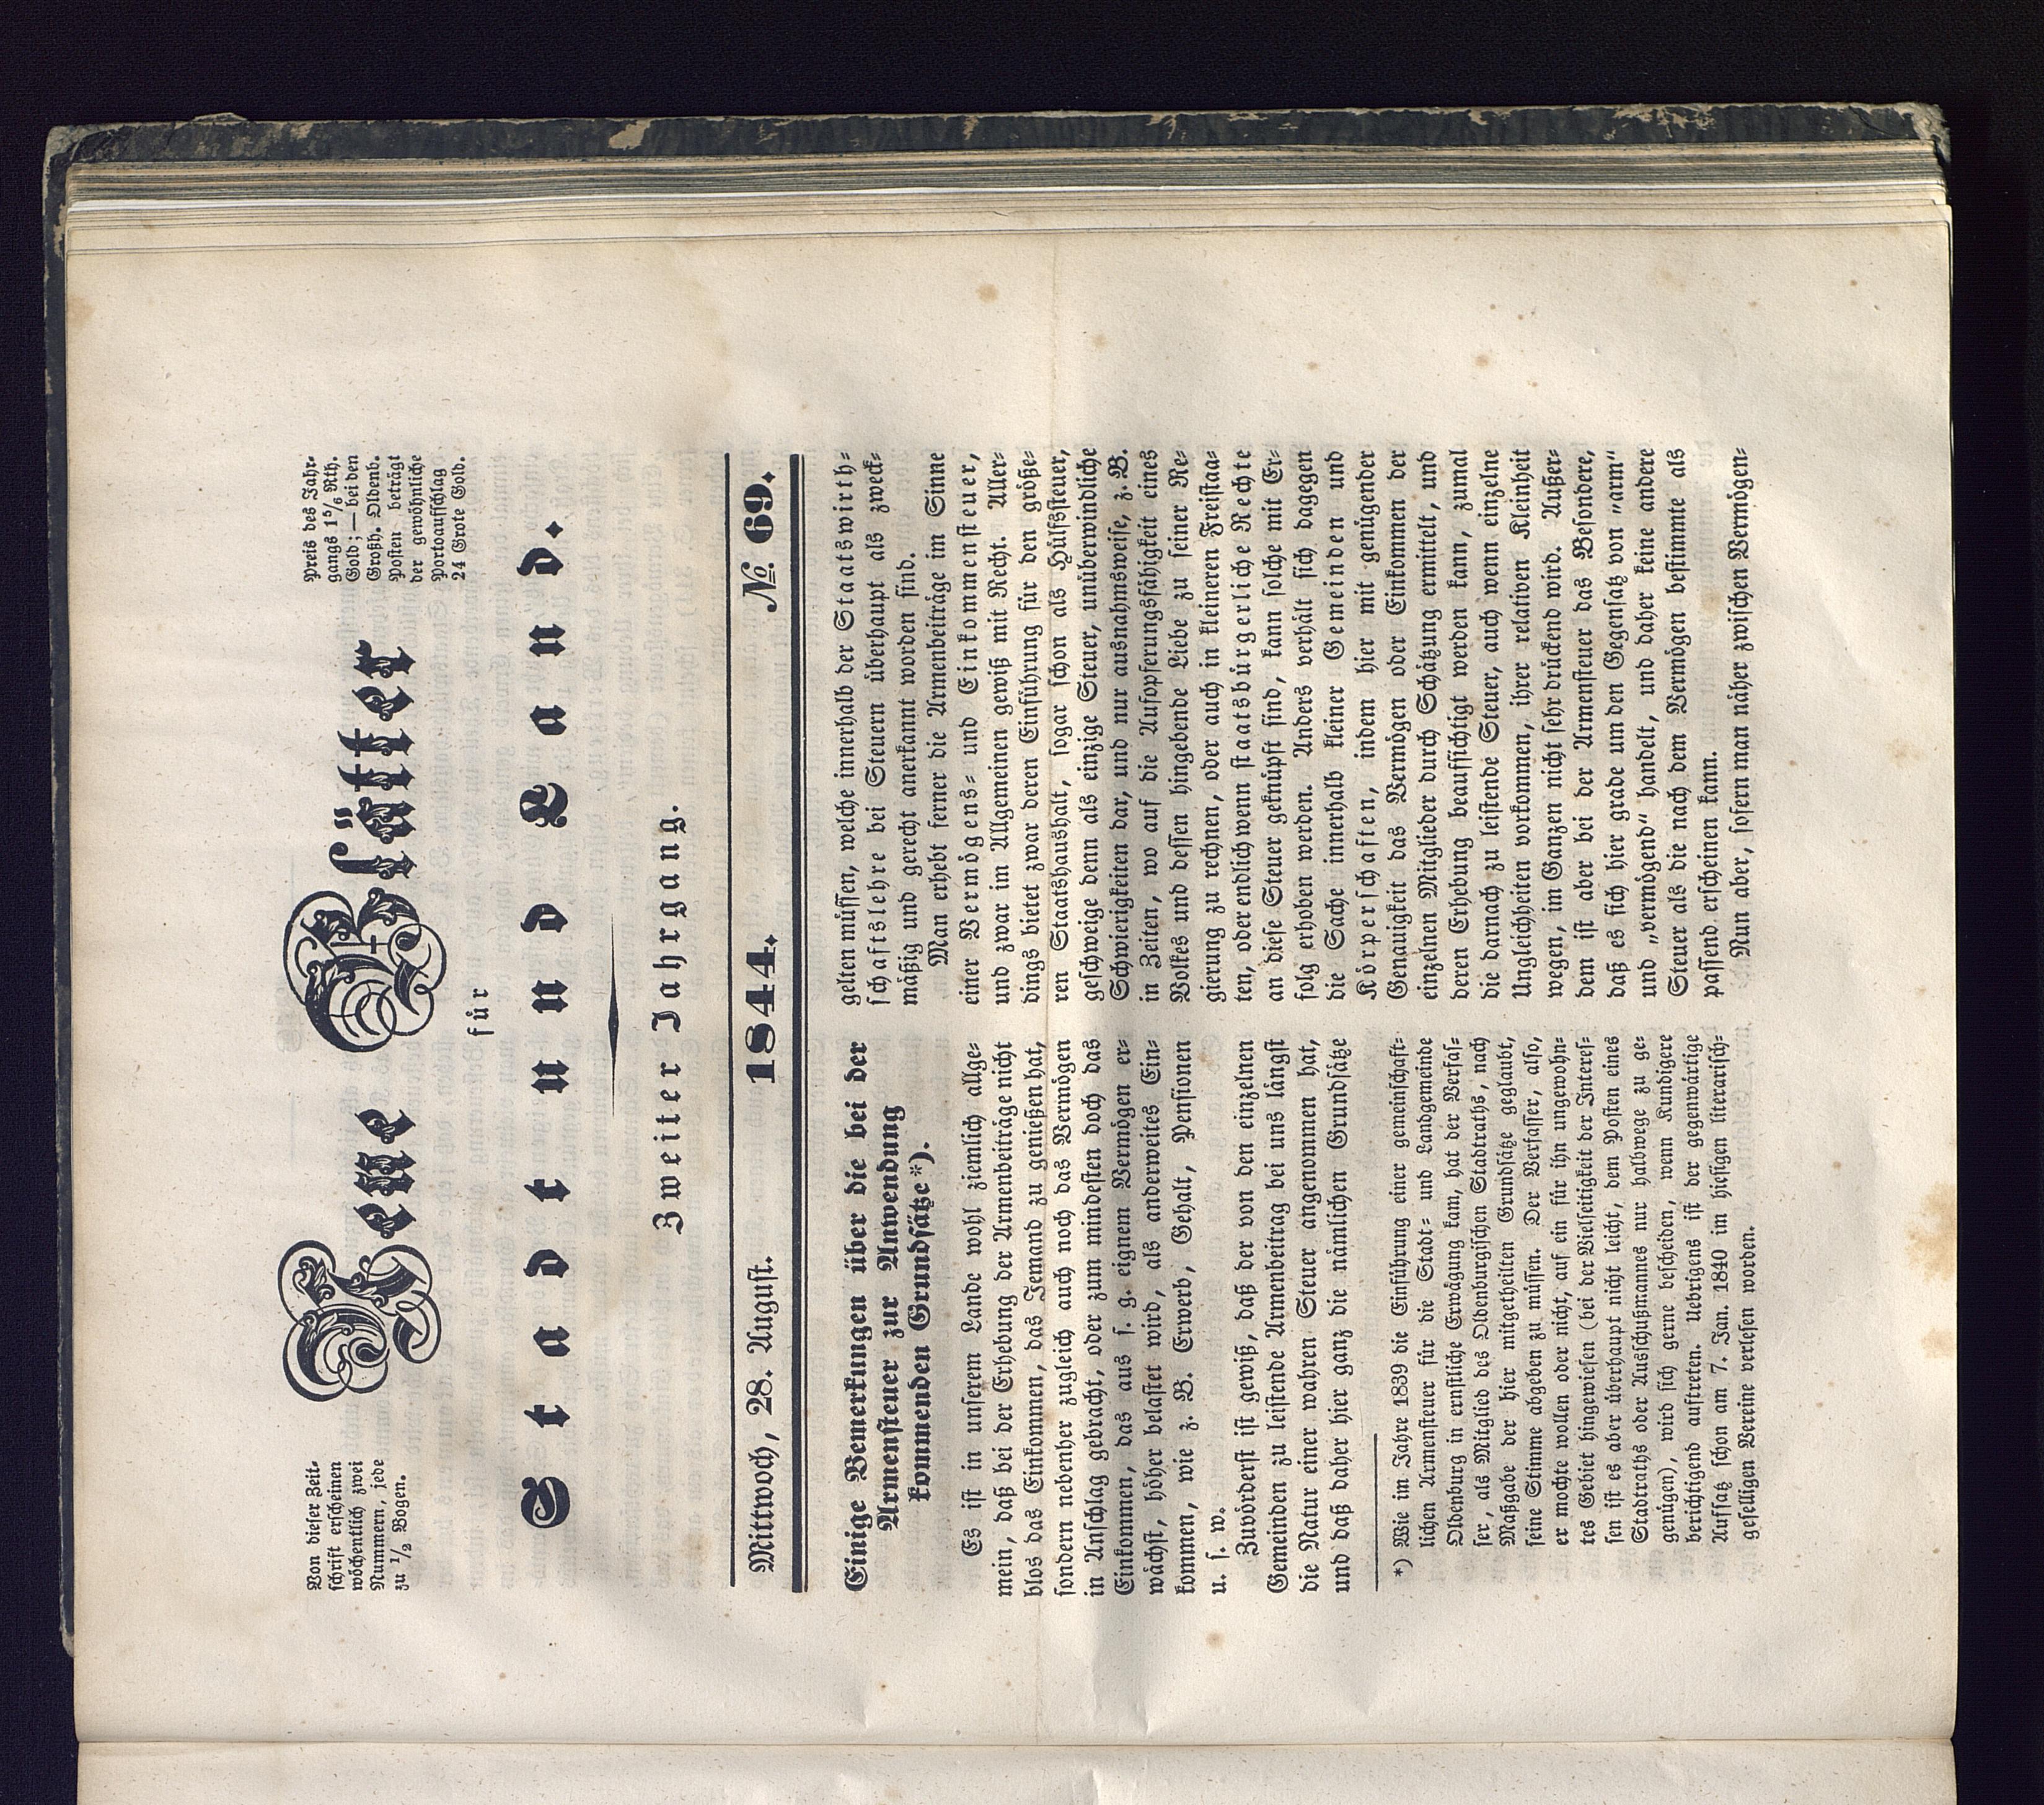 Von dieser Zeit-
schrift erscheinen
wöchentlich zwei
Nummern, jede
zu 1/2 Bogen.
Neue Blätter
für
Stadt und Land.
Preis des Jahr-
gangs 1 5/6 Rth.
Gold; — bei den
Großh. Oldenb.
Posten beträgt
der gewöhnliche
Portoaufschlag
24 Grote Gold.
Zweiter Jahrgang.
Mittwoch, 28. August. 1844. № 69.
Einige Bemerkungen über die bei der
Armensteuer zur Anwendung
kommenden Grundsätze *).
Es ist in unserem Lande wohl ziemlich allge-
mein, daß bei der Erhebung der Armenbeiträge nicht
blos das Einkommen, das Jemand zu genießen hat,
sondern nebenher zugleich auch noch das Vermögen
in Anschlag gebracht, oder zum mindesten doch das
Einkommen, das aus s. g. eignem Vermögen er-
wächst, höher belastet wird, als anderweites Ein-
kommen, wie z. B. Erwerb, Gehalt, Pensionen
u. s. w.
Zuvörderst ist gewiß, daß der von den einzelnen
Gemeinden zu leistende Armenbeitrag bei uns längst
die Natur einer wahren Steuer angenommen hat,
und daß daher hier ganz die nämlichen Grundsätze
*) Wie im Jahre 1839 die Einführung einer gemeinschaft-
lichen Armensteuer für die Stadt- und Landgemeinde
Oldenburg in ernstliche Erwägung kam, hat der Verfas-
ser, als Mitglied des Oldenburgischen Stadtraths, nach
Maßgabe der hier mitgetheilten Grundsätze geglaubt,
seine Stimme abgeben zu müssen. Der Verfasser, also,
er mochte wollen oder nicht, auf ein für ihn ungewohn-
tes Gebiet hingewiesen (bei der Vielseitigkeit der Interes-
sen ist es aber überhaupt nicht leicht, dem Posten eines
Stadtraths oder Ausschußmannes nur halbwege zu ge-
nügen), wird sich gerne bescheiden, wenn Kundigere
berichtigend auftreten. Uebrigens ist der gegenwärtige
Aufsatz schon am 7. Jan. 1840 im hiesigen literarisch-
geselligen Vereine verlesen worden.
gelten müssen, welche innerhalb der Staatswirth-
schaftslehre bei Steuern überhaupt als zweck-
mäßig und gerecht anerkannt worden sind.
Man erhebt ferner die Armenbeiträge im Sinne
einer Vermögens- und Einkommensteuer,
und zwar im Allgemeinen gewiß mit Recht. Aller-
dings bietet zwar deren Einführung für den größe-
ren Staatshaushalt, sogar schon als Hülfssteuer,
geschweige denn als einzige Steuer, unüberwindliche
Schwierigkeiten dar, und nur ausnahmsweise, z. B.
in Zeiten, wo auf die Aufopferungsfähigkeit eines
Volkes und dessen hingebende Liebe zu seiner Re-
gierung zu rechnen, oder auch in kleineren Freistaa-
ten, oder endlich wenn staatsbürgerliche Rechte
an diese Steuer geknüpft sind, kann solche mit Er-
folg erhoben werden. Anders verhält sich dagegen
die Sache innerhalb kleiner Gemeinden und
Körperschaften, indem hier mit genügender
Genauigkeit das Vermögen oder Einkommen der
einzelnen Mitglieder durch Schätzung ermittelt, und
deren Erhebung beaufsichtigt werden kann, zumal
die darnach zu leistende Steuer, auch wenn einzelne
Ungleichheiten vorkommen, ihrer relativen Kleinheit
wegen, im Ganzen nicht sehr drückend wird. Außer-
dem ist aber bei der Armensteuer das Besondere,
daß es sich hier grade um den Gegensatz von „arm“
und „vermögend“ handelt, und daher keine andere
Steuer als die nach dem Vermögen bestimmte als
passend erscheinen kann.
Nun aber, sofern man näher zwischen Vermögen-